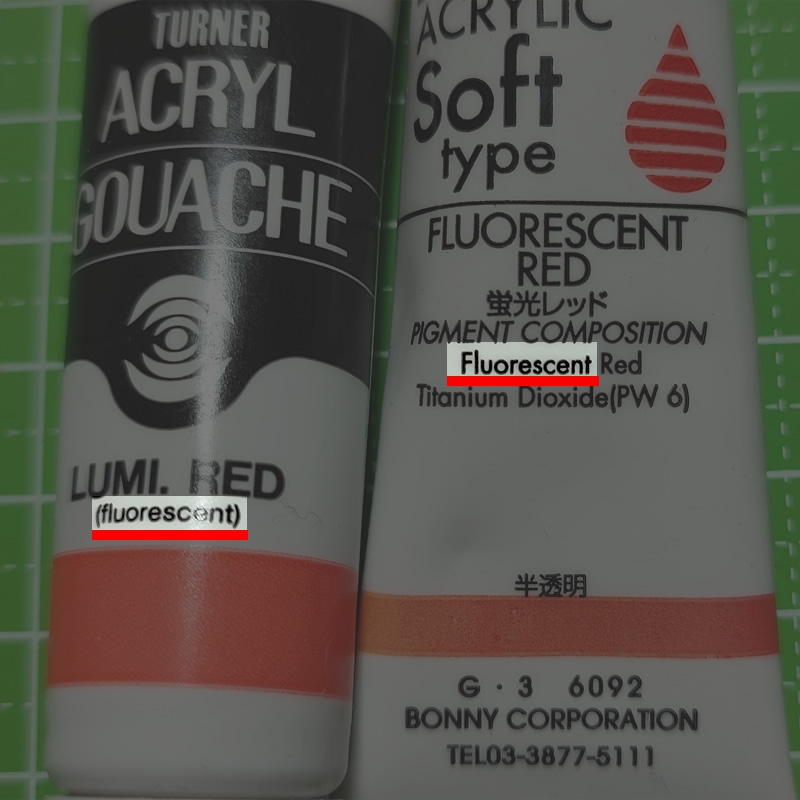 TURNER
ACRYL
GOUACHE
LUMI. RED
(fluorescent)
ACRYLIC
Soft
type
FLUORESCENT
RED
蛍光レッド
PIGMENT COMPOSITION
Fluorescent Red
Titanium Dioxide(PW 6)
半透明
G・3 6092
BONNY CORPORATION
TEL03-3877-5111